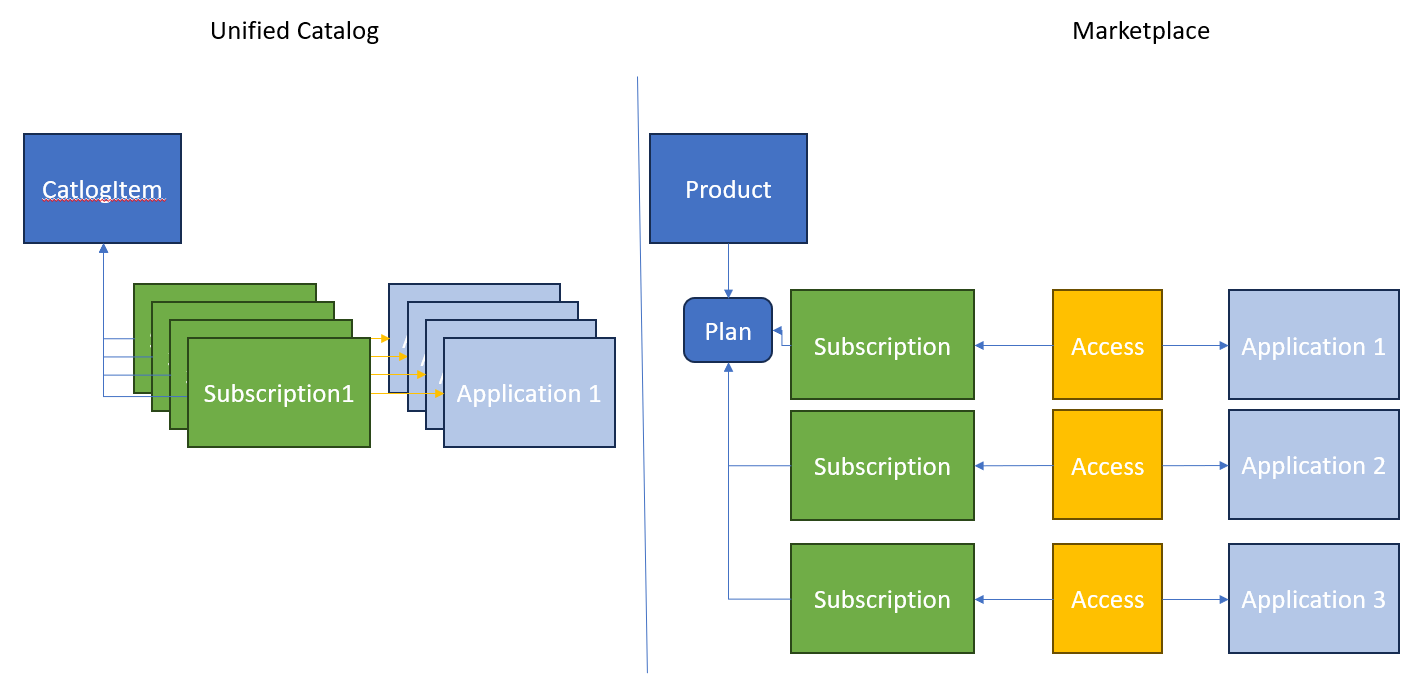 Unified Catalog
Marketplace
CatlogItem
Subscription1
Application 1
Product
Plan
Subscription
Access
Application 1
Subscription
Access
Application 2
Subscription
Access
Application 3